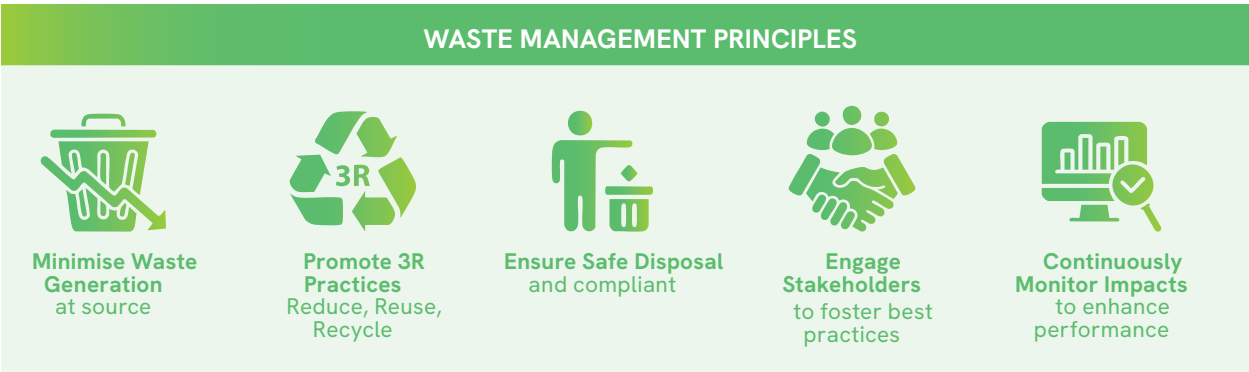 WASTE MANAGEMENT PRINCIPLES
3R
Minimise Waste
Generation
at source
Promote 3R
Practices
Reduce, Reuse,
Recycle
Ensure Safe Disposal
and compliant
Engage
Stakeholders
to foster best
practices
Continuously
Monitor Impacts
to enhance
performance